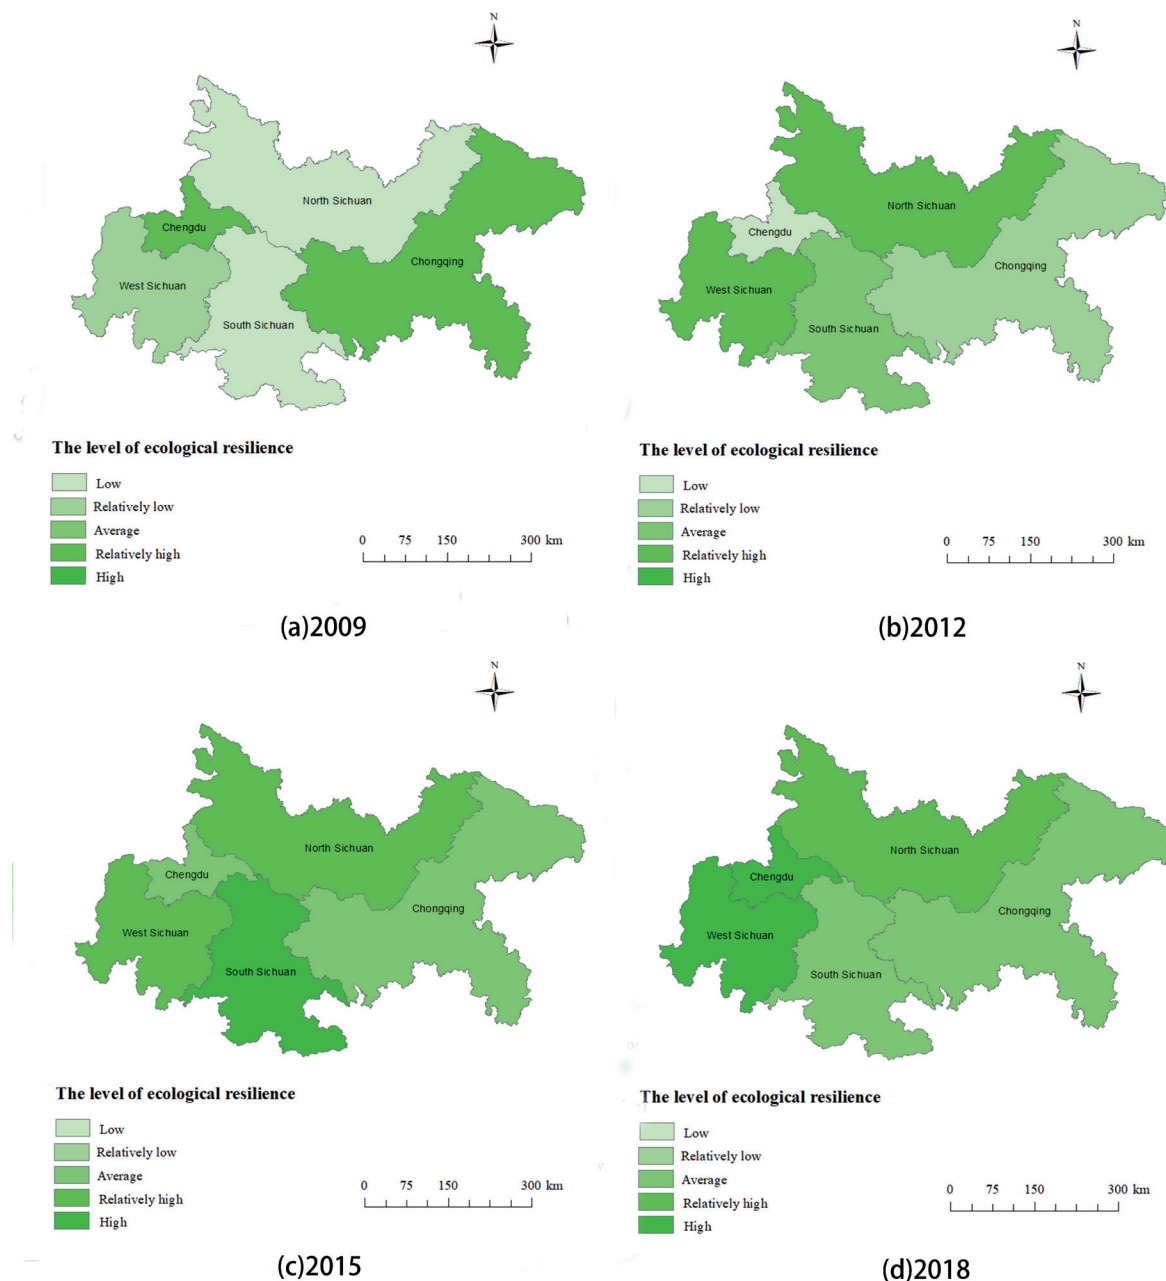 N
North Sichuan
Chengdu
Chongqing
West Sichuan
South Sichuan
The level of ecological resilience
Low
Relatively low
Average
Relatively high
High
0 75 150 300 km
(a)2009
N
North Sichuan
Chengdu
Chongqing
West Sichuan
South Sichuan
The level of ecological resilience
Low
Relatively low
Average
Relatively high
High
0 75 150 300 km
(b)2012
N
North Sichuan
Chengdu
Chongqing
West Sichuan
South Sichuan
The level of ecological resilience
Low
Relatively low
Average
Relatively high
High
0 75 150 300 km
(c)2015
N
North Sichuan
Chengdu
Chongqing
West Sichuan
South Sichuan
The level of ecological resilience
Low
Relatively low
Average
Relatively high
High
0 75 150 300 km
(d)2018